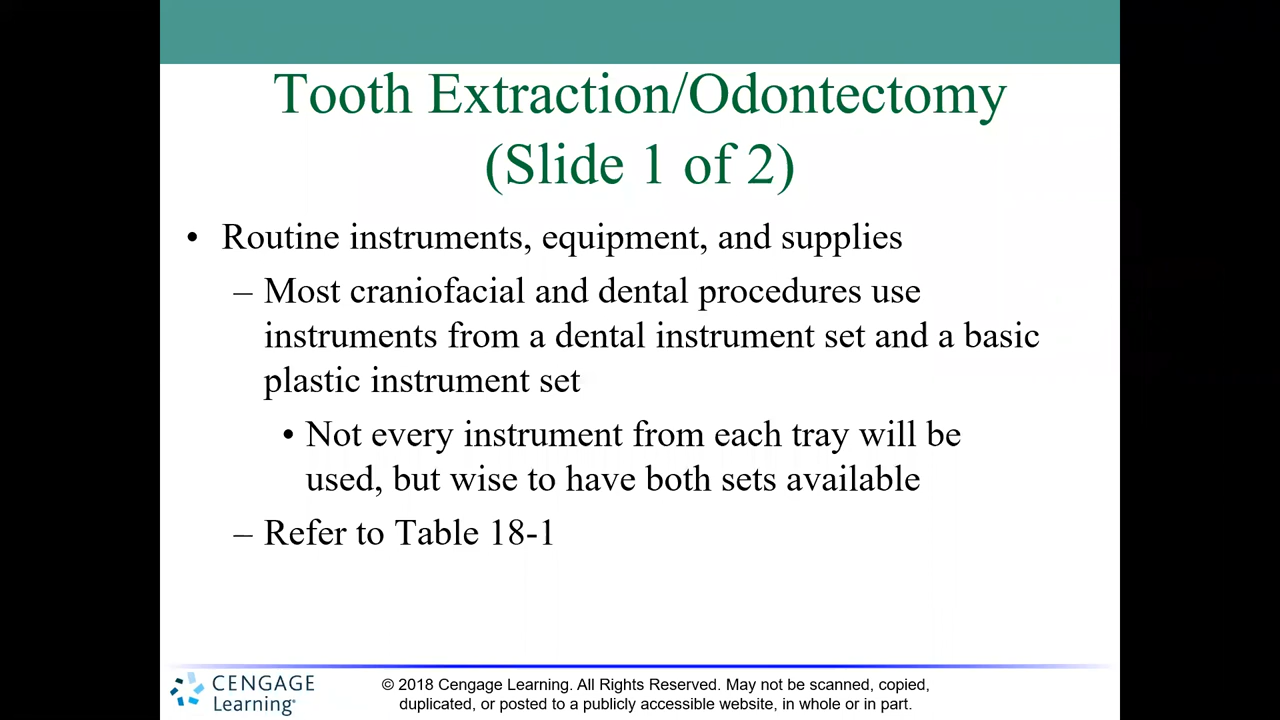 Tooth Extraction/Odontectomy
(Slide 1 of 2)
• Routine instruments, equipment, and supplies
– Most craniofacial and dental procedures use
instruments from a dental instrument set and a basic
plastic instrument set
• Not every instrument from each tray will be
used, but wise to have both sets available
– Refer to Table 18-1
CENGAGE
Learning®
© 2018 Cengage Learning. All Rights Reserved. May not be scanned, copied,
duplicated, or posted to a publicly accessible website, in whole or in part.